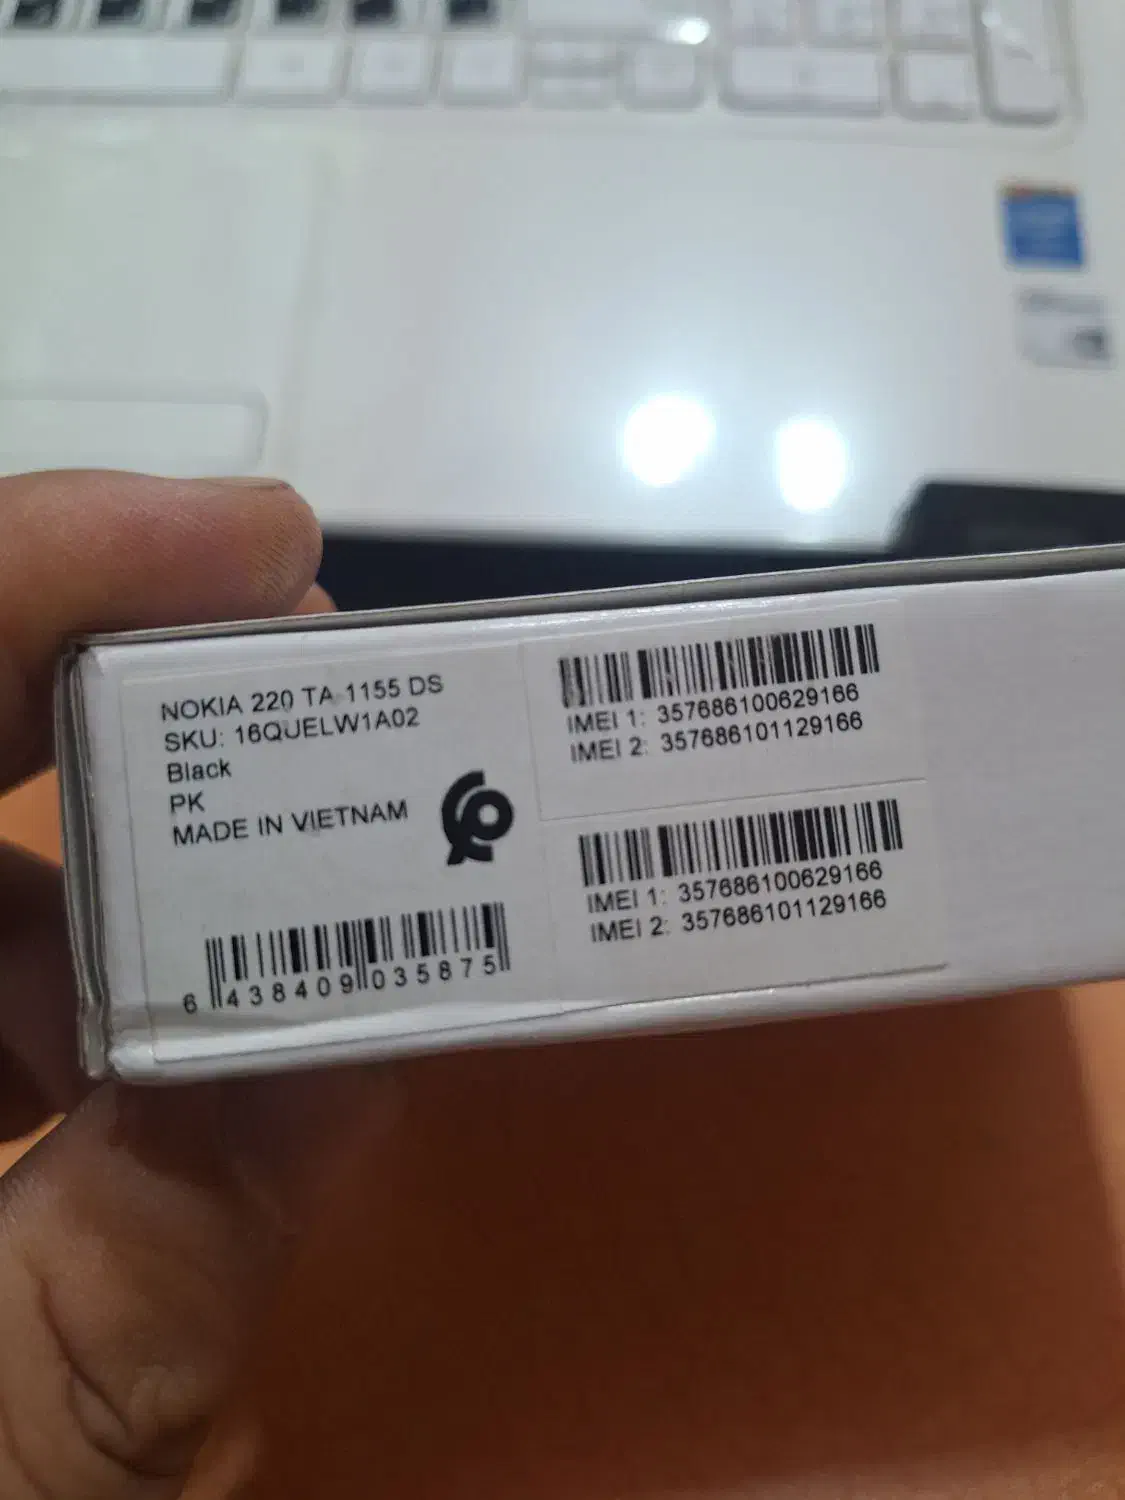 NOKIA 220 TA-1155 DS
SKU: 16QUELW1A02
Black
PK
MADE IN VIETNAM
6 438409 035875
IMEI 1: 357686100629166
IMEI 2: 357686101129166
IMEI 1: 357686100629166
IMEI 2: 357686101129166